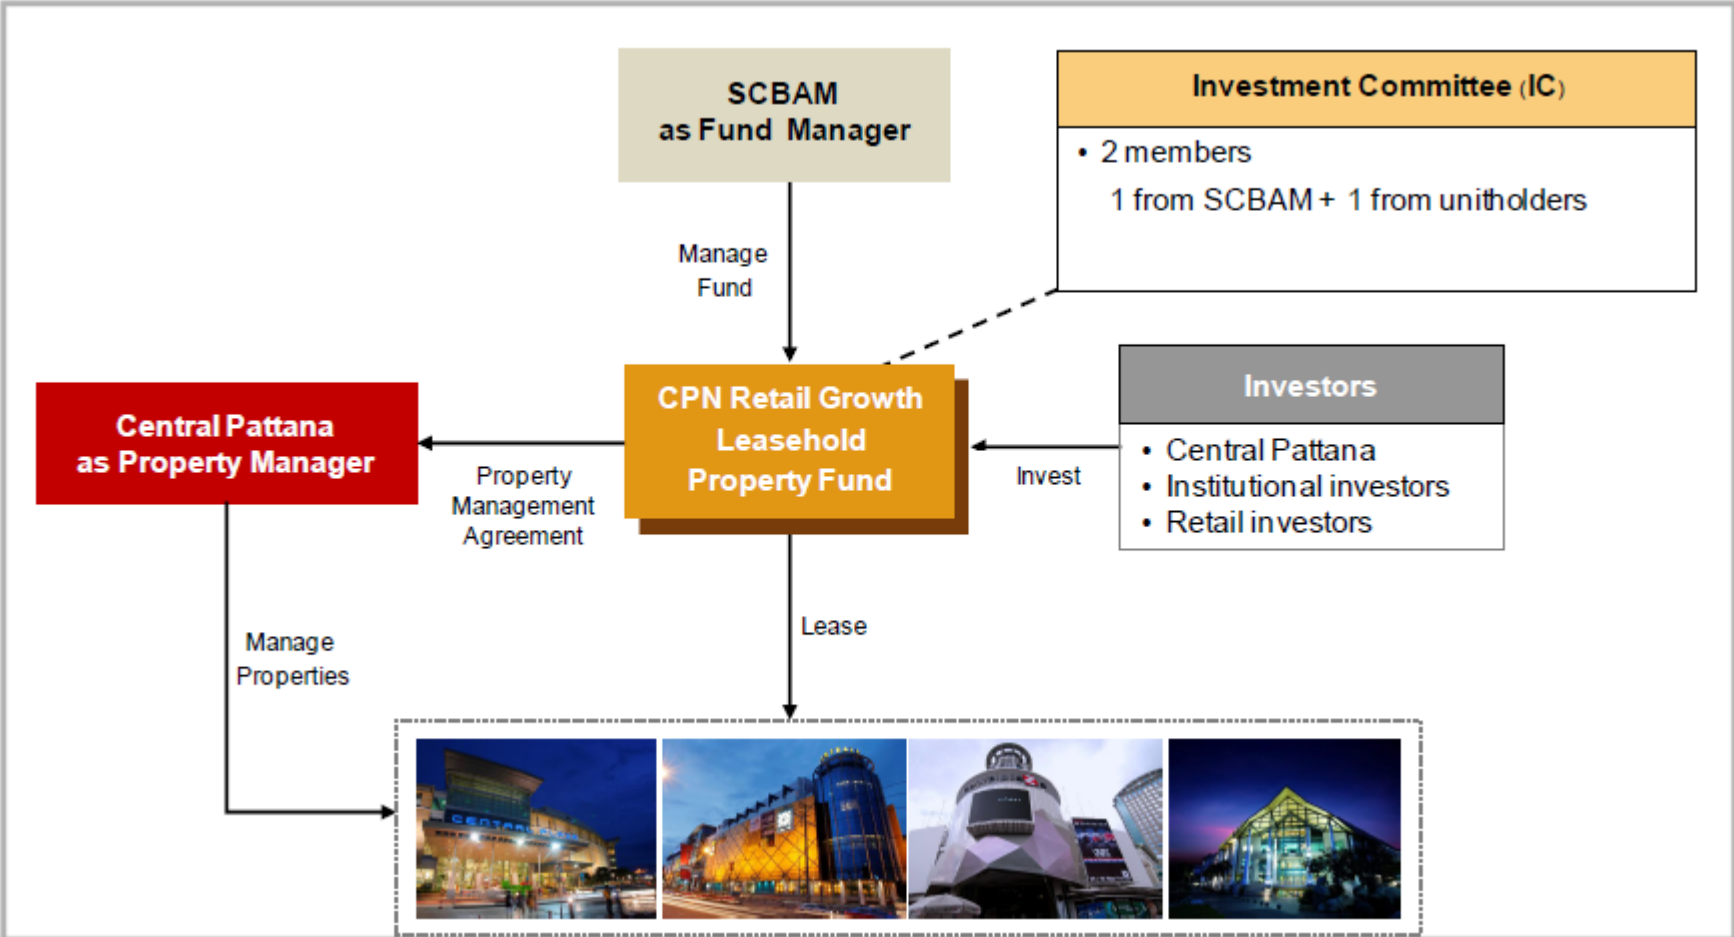 SCBAM
as Fund Manager
Investment Committee (IC)
• 2 members
1 from SCBAM + 1 from unitholders
Manage
Fund
CPN Retail Growth
Leasehold
Property Fund
Central Pattana
as Property Manager
Property
Management
Agreement
Invest
Investors
• Central Pattana
• Institutional investors
• Retail investors
Lease
Manage
Properties